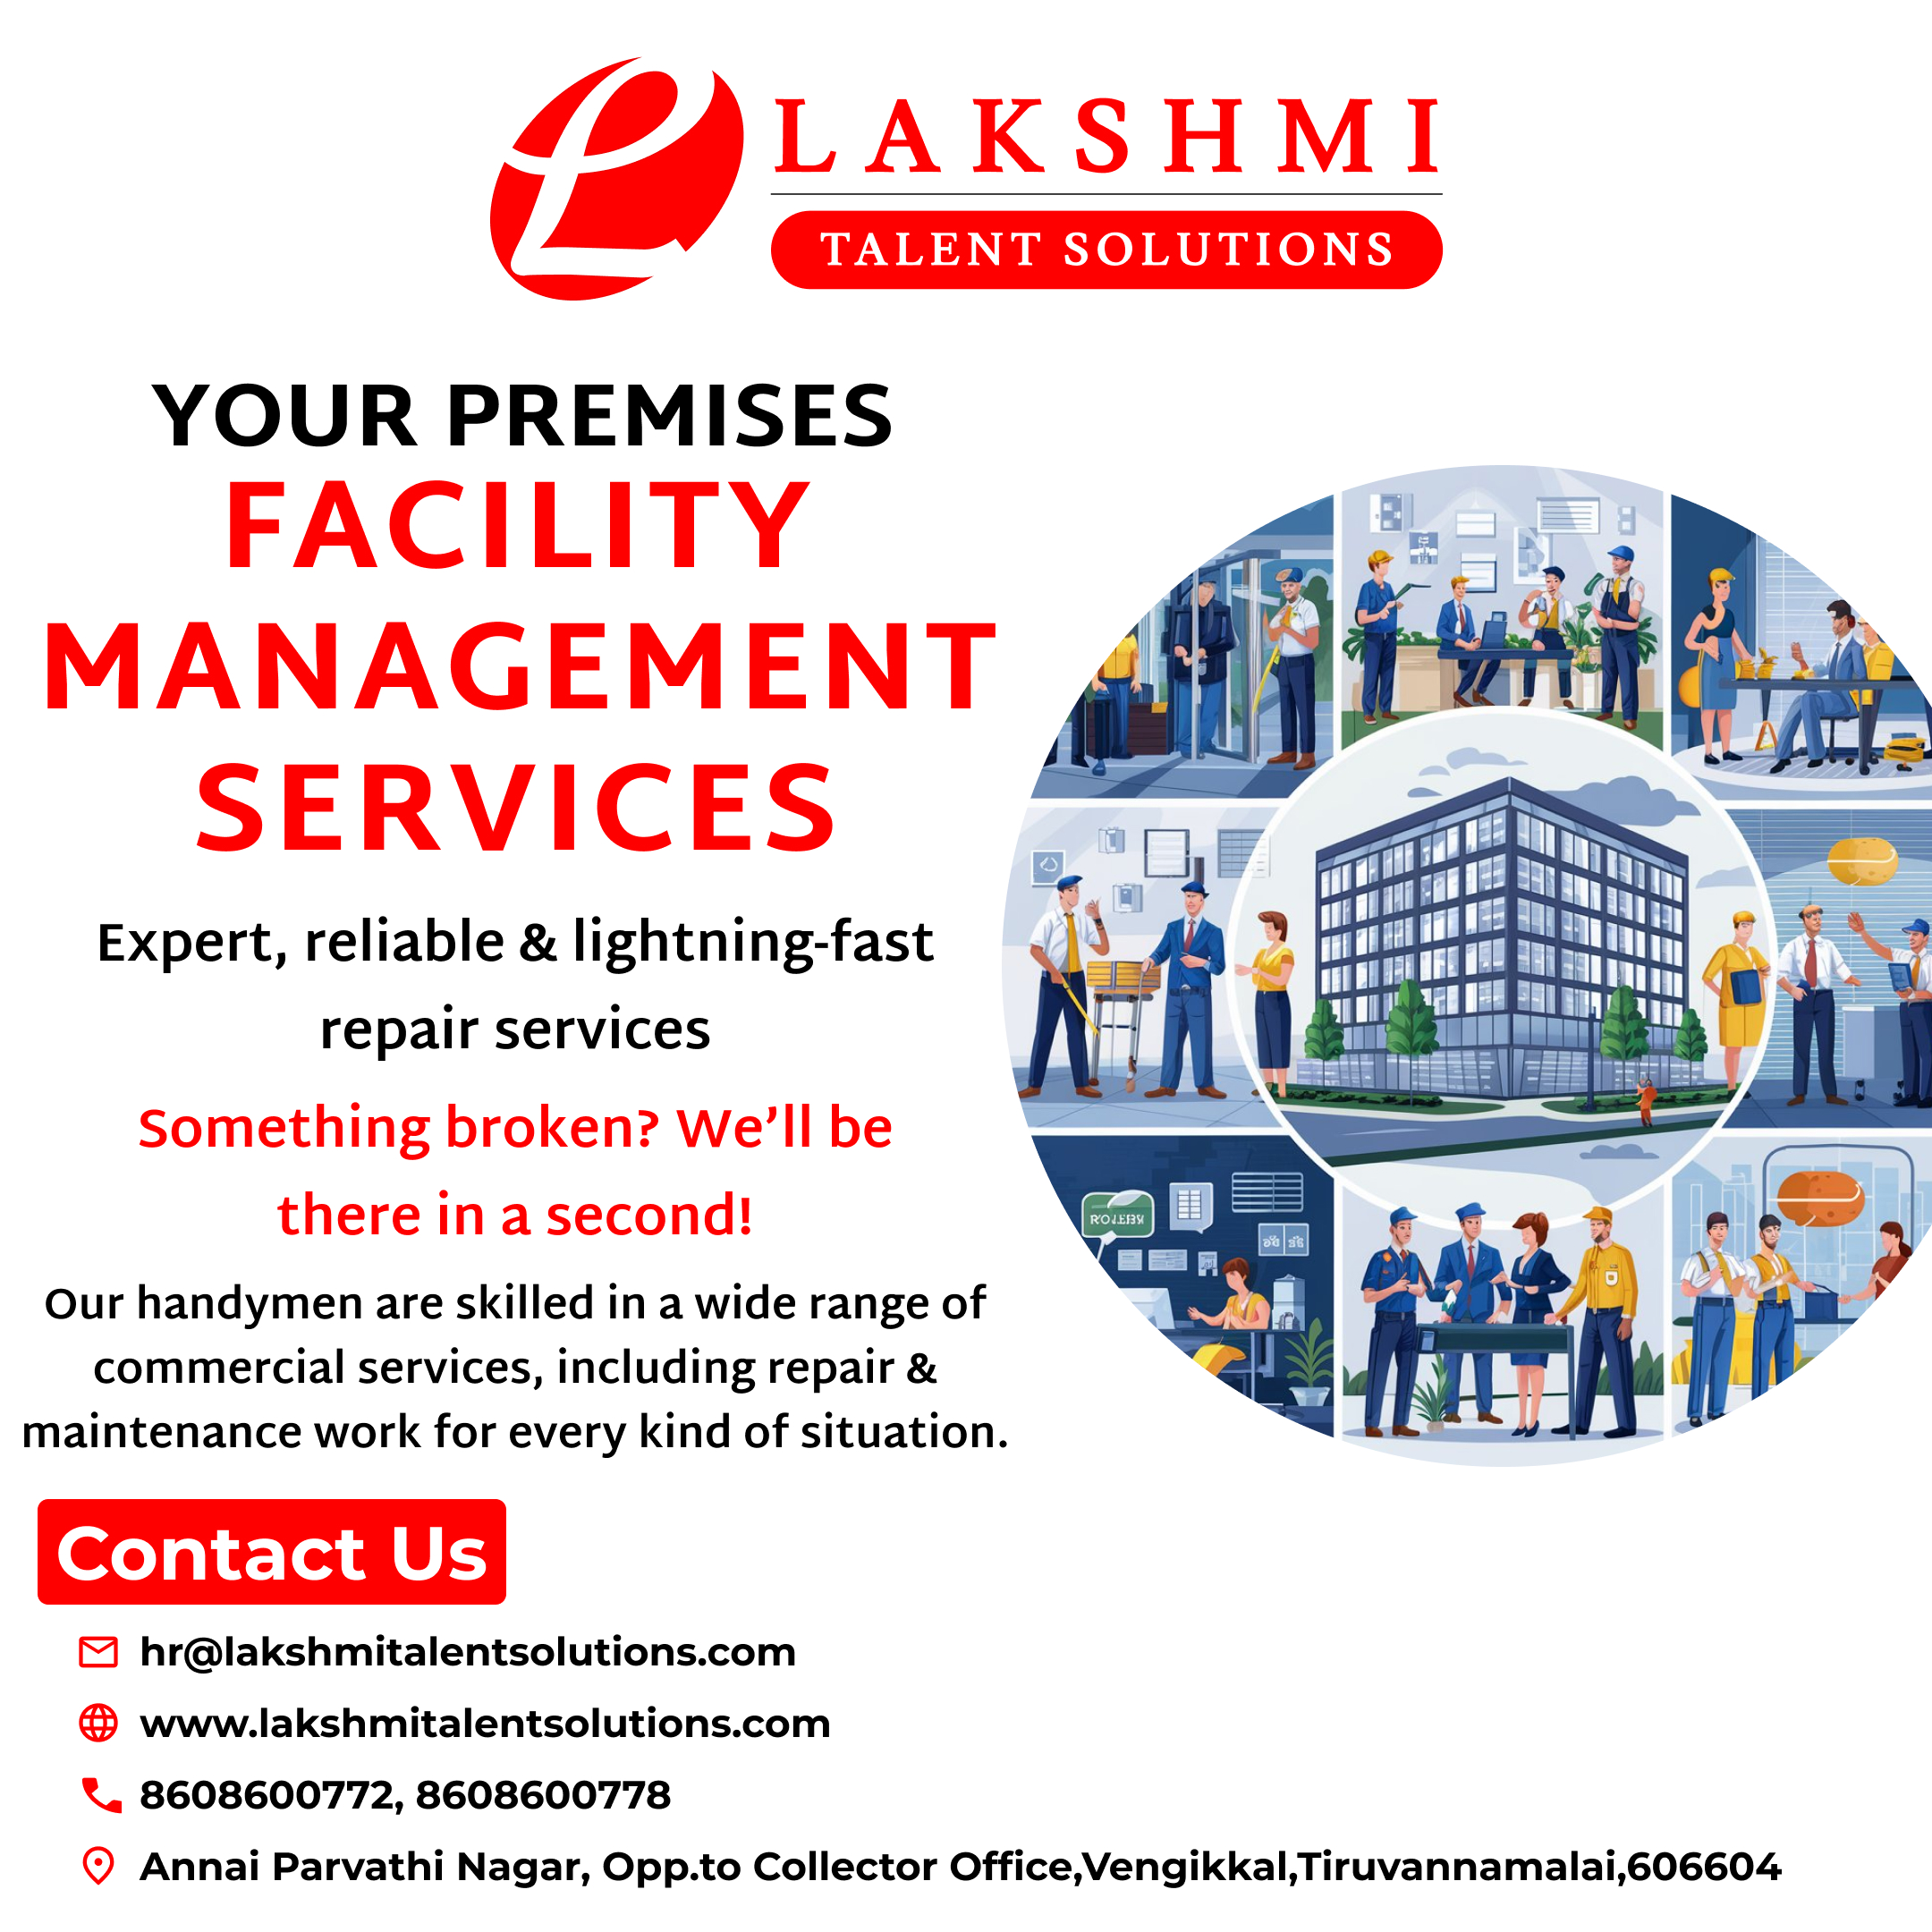 LAKSHMI
TALENT SOLUTIONS
YOUR PREMISES
FACILITY
MANAGEMENT
SERVICES
Expert, reliable & lightning-fast
repair services
Something broken? We’ll be
there in a second!
Our handymen are skilled in a wide range of
commercial services, including repair &
maintenance work for every kind of situation.
Contact Us
hr@lakshmitalentsolutions.com
www.lakshmitalentsolutions.com
8608600772, 8608600778
Annai Parvathi Nagar, Opp.to Collector Office,Vengikkal,Tiruvannamalai,606604